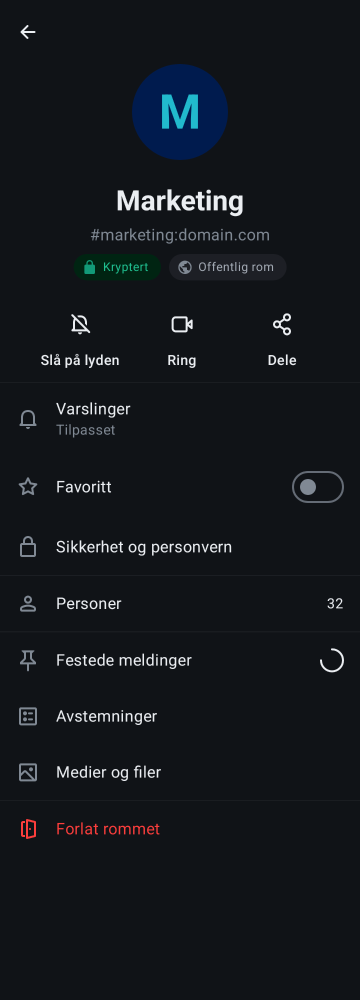 M
Marketing
#marketing:domain.com
Kryptert
Offentlig rom
Slå på lyden
Ring
Dele
Varslinger
Tilpasset
Favoritt
Sikkerhet og personvern
Personer
32
Festede meldinger
Avstemninger
Medier og filer
Forlat rommet